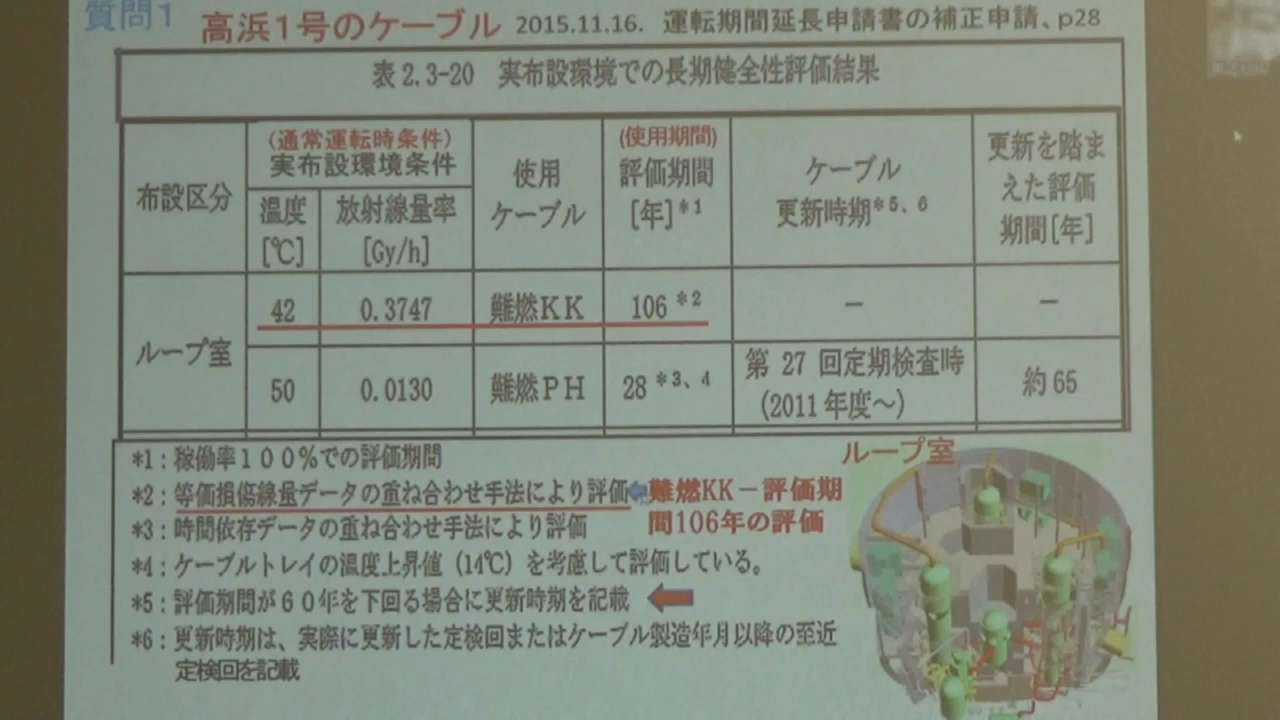 質問1
高浜1号のケーブル 2015.11.16. 運転期間延長申請書の補正申請、p28
表2.3-20 実布設環境での長期健全性評価結果
布設区分
(通常運転時条件)
実布設環境条件
温度
[℃]
放射線量率
[Gy/h]
使用
ケーブル
(使用期間)
評価期間
[年]*1
ケーブル
更新時期*5、6
更新を踏ま
えた評価
期間[年]
ループ室
42 0.3747 難燃KK 106 *2 － －
50 0.0130 難燃PH 28 *3、4 第 27 回定期検査時
(2011年度～)
約65
*1：稼働率100%での評価期間
*2：等価損傷線量データの重ね合わせ手法により評価
難燃KK－評価期
間106年の評価
*3：時間依存データの重ね合わせ手法により評価
*4：ケーブルトレイの温度上昇値（14℃）を考慮して評価している。
*5：評価期間が60年を下回る場合に更新時期を記載
*6：更新時期は、実際に更新した定検回またはケーブル製造年月以降の至近
定検回を記載
ループ室